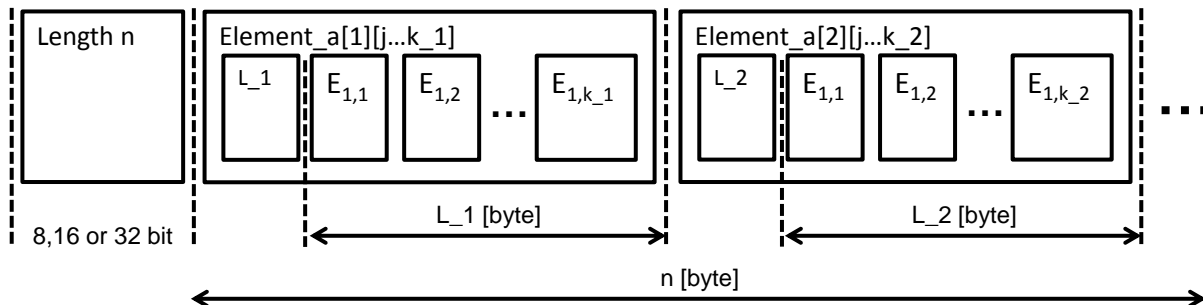 Length n
Element_a[1][j...k_1]
L_1
E1,1
E1,2
...
E1,k_1
Element_a[2][j...k_2]
L_2
E1,1
E1,2
...
E1,k_2
...
8,16 or 32 bit
L_1 [byte]
L_2 [byte]
n [byte]